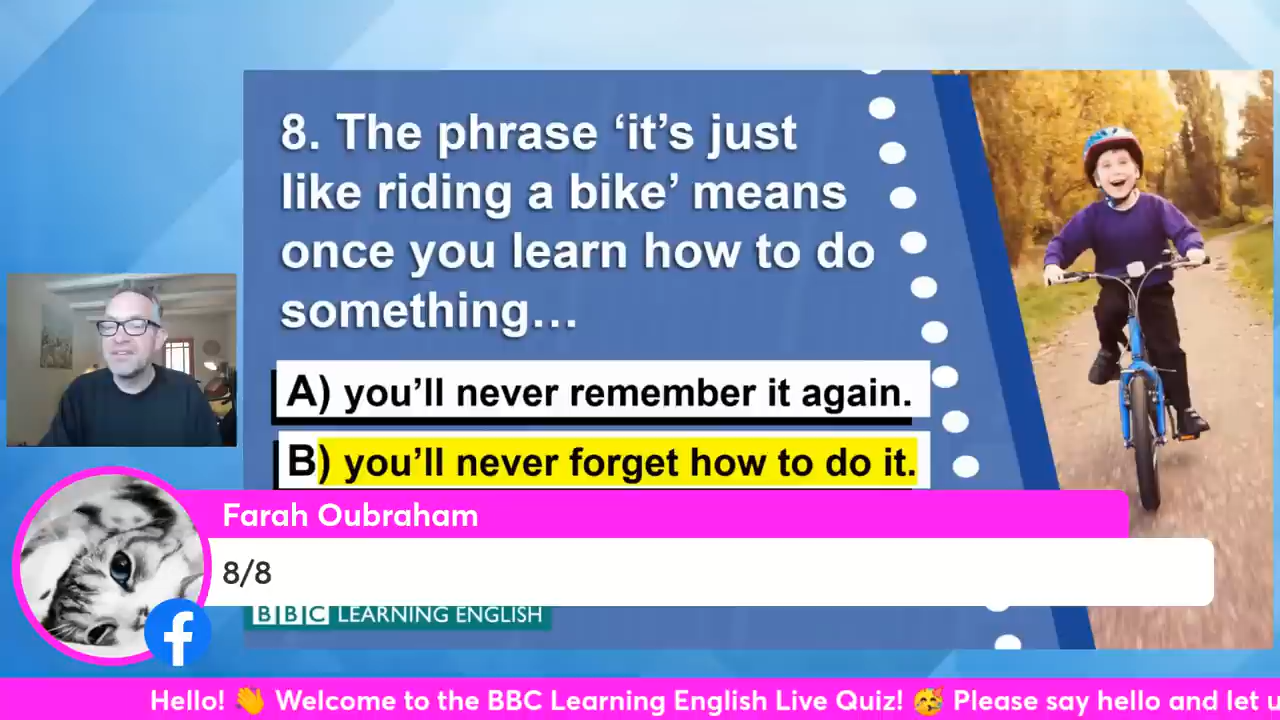 8. The phrase ‘it’s just
like riding a bike’ means
once you learn how to do
something…
A) you’ll never remember it again.
B) you’ll never forget how to do it.
Farah Oubraham
8/8
BBC LEARNING ENGLISH
Hello! 👋 Welcome to the BBC Learning English Live Quiz! 🥳 Please say hello and let u